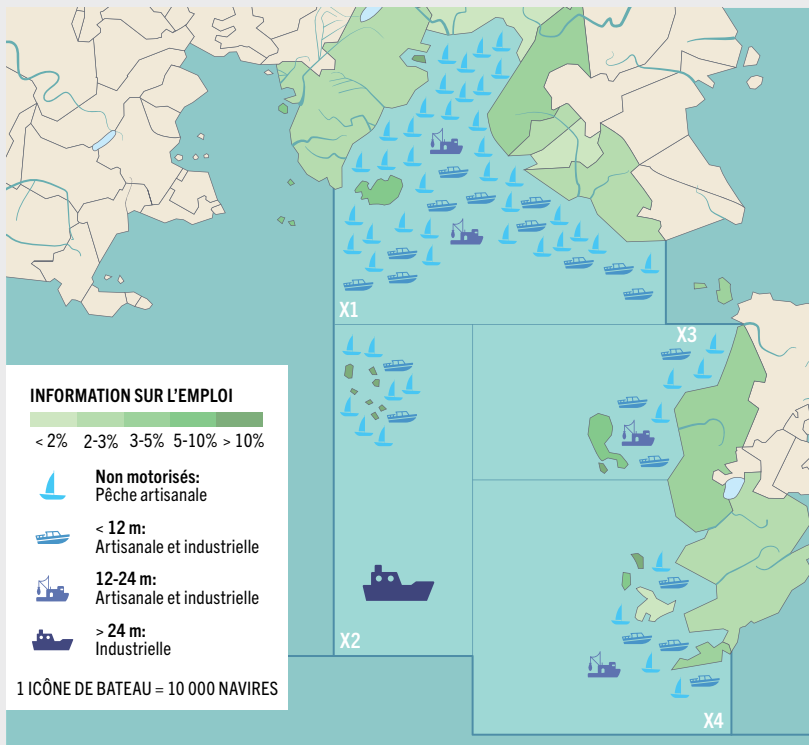 X1
X3
INFORMATION SUR L'EMPLOI
< 2% 2-3% 3-5% 5-10% > 10%
Non motorisés:
Pêche artisanale
< 12 m:
Artisanale et industrielle
12-24 m:
Artisanale et industrielle
> 24 m:
Industrielle
1 ICÔNE DE BATEAU = 10 000 NAVIRES
X2
X4